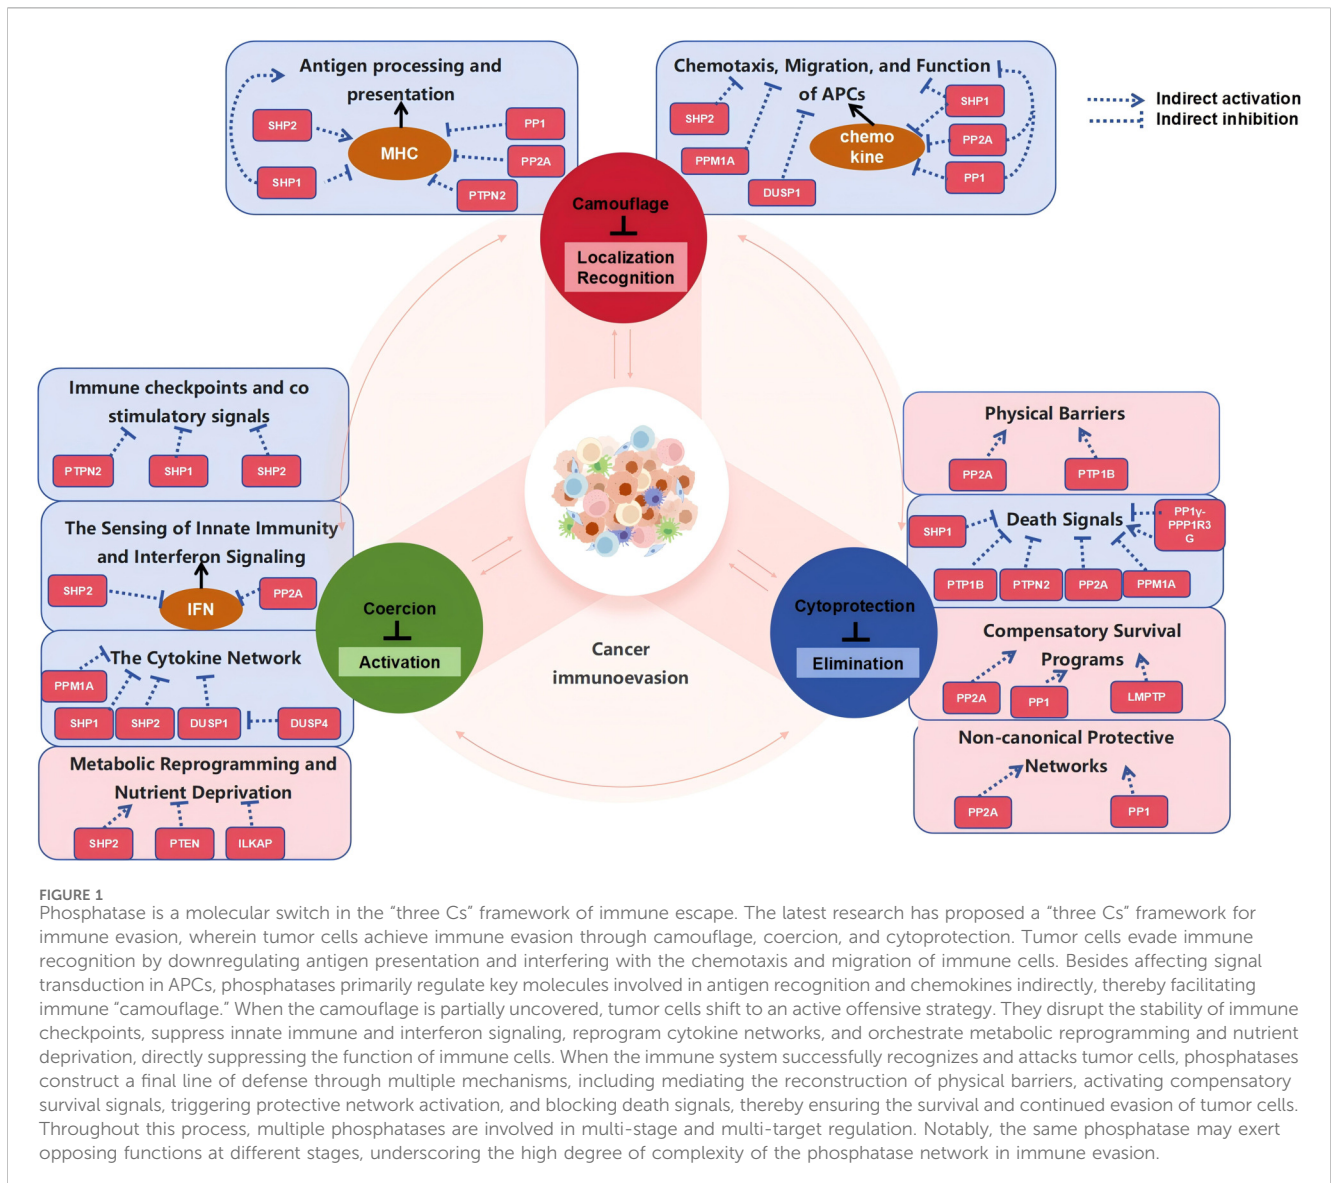 Antigen processing and
presentation
SHP2
SHP1
MHC
PP1
PP2A
PTPN2
Chemotaxis, Migration, and Function
of APCs
SHP2
PPM1A
DUSP1
chemo
kine
SHP1
PP2A
PP1
Indirect activation
Indirect inhibition
Camouflage
Localization
Recognition
Immune checkpoints and co
stimulatory signals
PTPN2
SHP1
SHP2
The Sensing of Innate Immunity
and Interferon Signaling
SHP2
IFN
PP2A
The Cytokine Network
PPM1A
SHP1
SHP2
DUSP1
DUSP4
Metabolic Reprogramming and
Nutrient Deprivation
SHP2
PTEN
ILKAP
Coercion
Activation
Cancer
immunoevasion
Cytoprotection
Elimination
Physical Barriers
PP2A
PTP1B
Death Signals
SHP1
PP1γ-
PPP1R3
G
PTP1B
PTPN2
PP2A
PPM1A
Compensatory Survival
Programs
PP2A
PP1
LMPTP
Non-canonical Protective
Networks
PP2A
PP1
FIGURE 1
Phosphatase is a molecular switch in the “three Cs” framework of immune escape. The latest research has proposed a “three Cs” framework for
immune evasion, wherein tumor cells achieve immune evasion through camouflage, coercion, and cytoprotection. Tumor cells evade immune
recognition by downregulating antigen presentation and interfering with the chemotaxis and migration of immune cells. Besides affecting signal
transduction in APCs, phosphatases primarily regulate key molecules involved in antigen recognition and chemokines indirectly, thereby facilitating
immune “camouflage.” When the camouflage is partially uncovered, tumor cells shift to an active offensive strategy. They disrupt the stability of immune
checkpoints, suppress innate immune and interferon signaling, reprogram cytokine networks, and orchestrate metabolic reprogramming and nutrient
deprivation, directly suppressing the function of immune cells. When the immune system successfully recognizes and attacks tumor cells, phosphatases
construct a final line of defense through multiple mechanisms, including mediating the reconstruction of physical barriers, activating compensatory
survival signals, triggering protective network activation, and blocking death signals, thereby ensuring the survival and continued evasion of tumor cells.
Throughout this process, multiple phosphatases are involved in multi-stage and multi-target regulation. Notably, the same phosphatase may exert
opposing functions at different stages, underscoring the high degree of complexity of the phosphatase network in immune evasion.